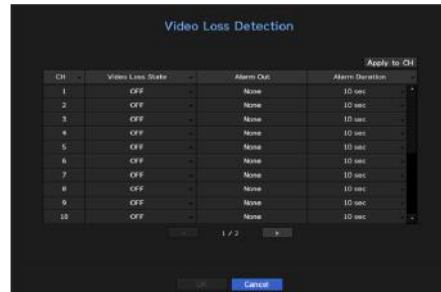 Video Loss Detection
Apply to CH
CH Video Loss State Alarm Out Alarm Duration
1 OFF None 10 sec
2 OFF None 10 sec
3 OFF None 10 sec
4 OFF None 10 sec
5 OFF None 10 sec
6 OFF None 10 sec
7 OFF None 10 sec
8 OFF None 10 sec
9 OFF None 10 sec
10 OFF None 10 sec
1 / 2
OK Cancel